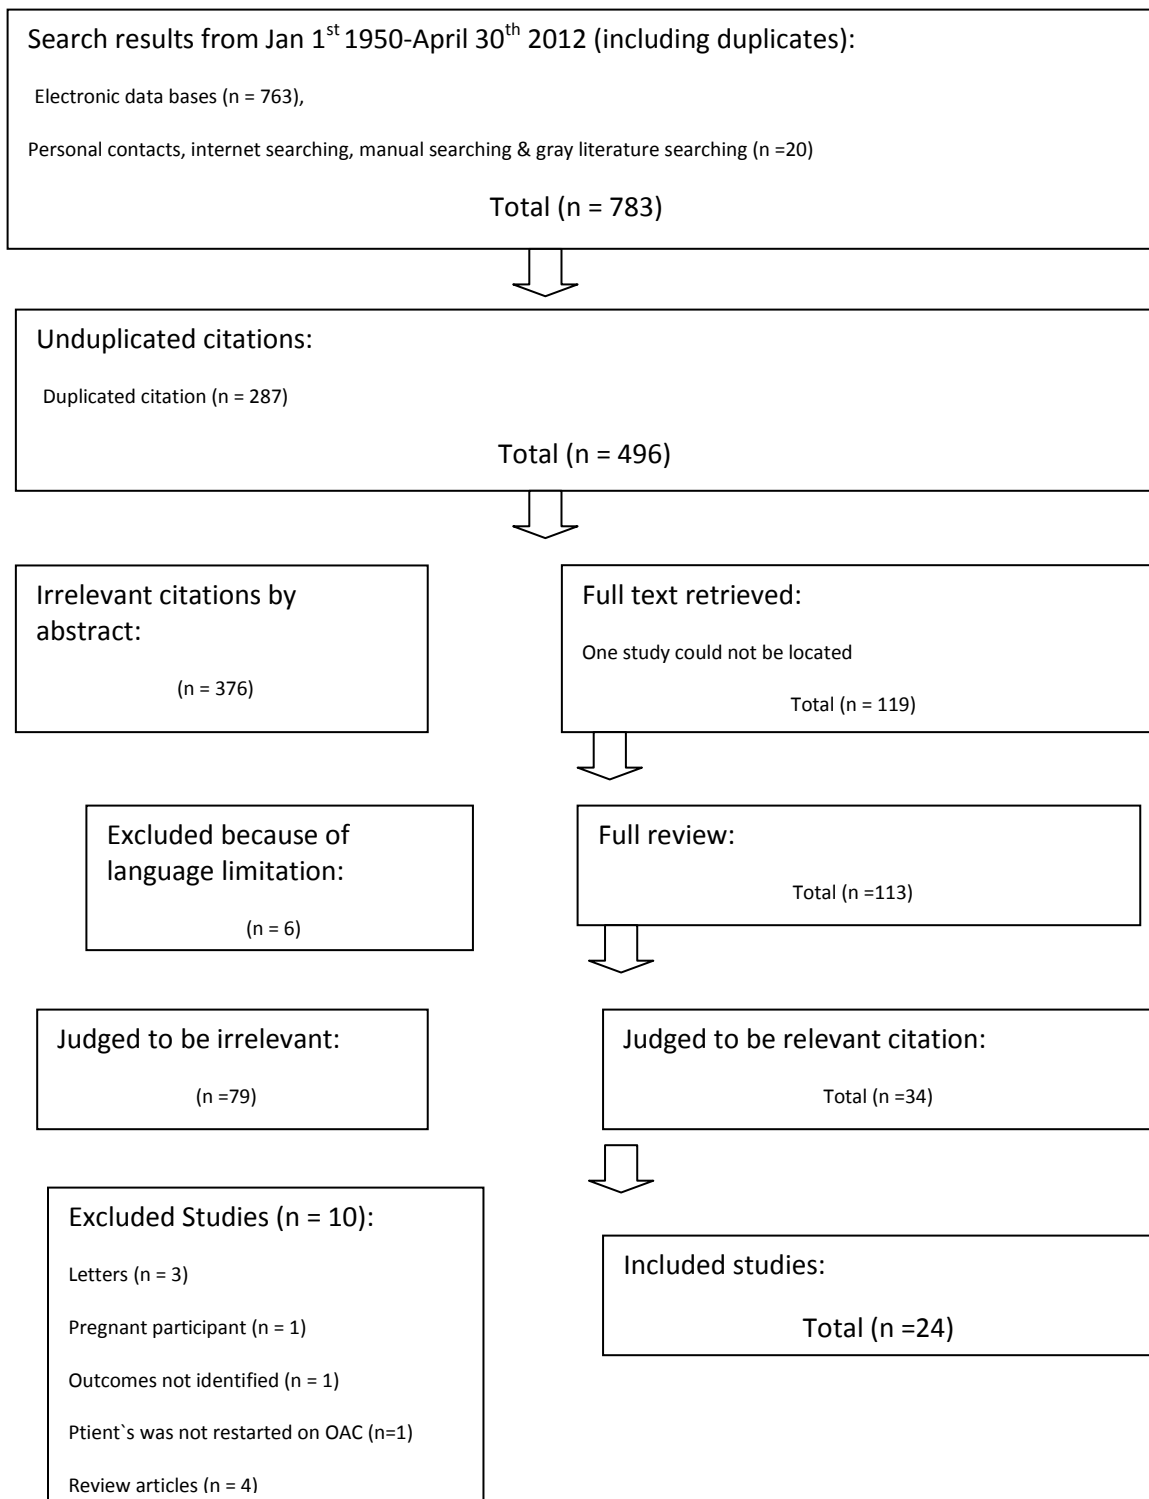 Search results from Jan 1st 1950-April 30th 2012 (including duplicates):
Electronic data bases (n = 763),
Personal contacts, internet searching, manual searching & gray literature searching (n =20)
Total (n = 783)
Unduplicated citations:
Duplicated citation (n = 287)
Total (n = 496)
Irrelevant citations by
abstract:
(n = 376)
Full text retrieved:
One study could not be located
Total (n = 119)
Excluded because of
language limitation:
(n = 6)
Full review:
Total (n =113)
Judged to be irrelevant:
(n =79)
Judged to be relevant citation:
Total (n =34)
Excluded Studies (n = 10):
Letters (n = 3)
Pregnant participant (n = 1)
Outcomes not identified (n = 1)
Ptient`s was not restarted on OAC (n=1)
Review articles (n = 4)
Included studies:
Total (n =24)